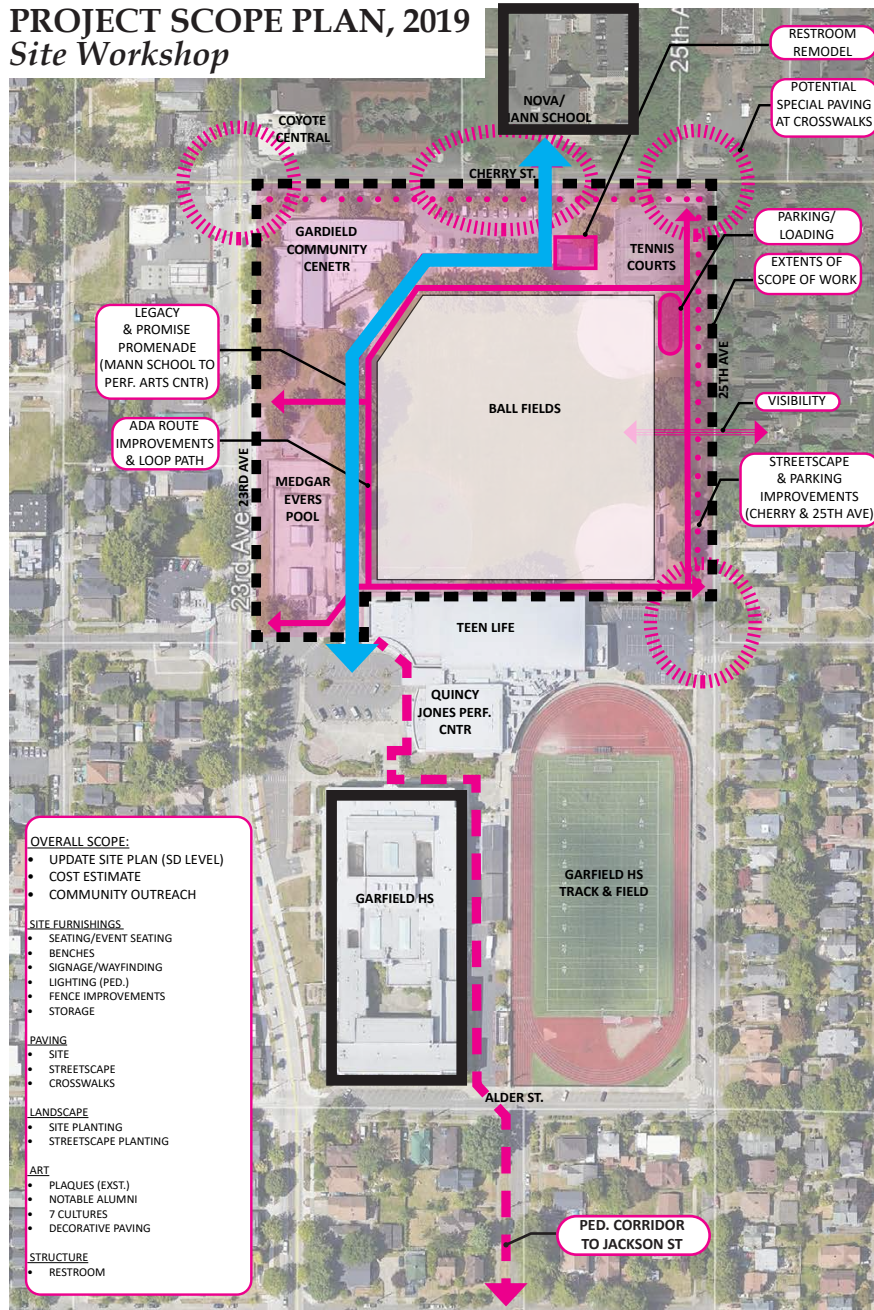 PROJECT SCOPE PLAN, 2019
Site Workshop
25th A
RESTROOM
REMODEL
POTENTIAL
SPECIAL PAVING
AT CROSSWALKS
NOVA/
MANN SCHOOL
COYOTE
CENTRAL
CHERRY ST.
PARKING/
LOADING
GARDIELD
COMMUNITY
CENETR
TENNIS
COURTS
EXTENTS OF
SCOPE OF WORK
LEGACY
& PROMISE
PROMENADE
(MANN SCHOOL TO
PERF. ARTS CNTR)
25TH AVE
BALL FIELDS
VISIBILITY
ADA ROUTE
IMPROVEMENTS
& LOOP PATH
23RD AVE
23rd Ave
MEDGAR
EVERS
POOL
STREETSCAPE
& PARKING
IMPROVEMENTS
(CHERRY & 25TH AVE)
TEEN LIFE
QUINCY
JONES PERF.
CNTR
GARFIELD HS
GARFIELD HS
TRACK & FIELD
ALDER ST.
PED. CORRIDOR
TO JACKSON ST
OVERALL SCOPE:
• UPDATE SITE PLAN (SD LEVEL)
• COST ESTIMATE
• COMMUNITY OUTREACH
SITE FURNISHINGS
• SEATING/EVENT SEATING
• BENCHES
• SIGNAGE/WAYFINDING
• LIGHTING (PED.)
• FENCE IMPROVEMENTS
• STORAGE
PAVING
• SITE
• STREETSCAPE
• CROSSWALKS
LANDSCAPE
• SITE PLANTING
• STREETSCAPE PLANTING
ART
• PLAQUES (EXST.)
• NOTABLE ALUMNI
• 7 CULTURES
• DECORATIVE PAVING
STRUCTURE
• RESTROOM